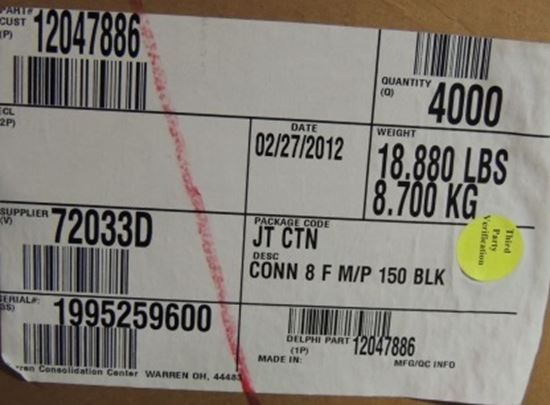 PART#
CUST
(P)
12047886
QUANTITY
(Q)
4000
ECL
2P)
DATE
02/27/2012
WEIGHT
18.880 LBS
8.700 KG
SUPPLIER
(V)
72033D
PACKAGE CODE
JT CTN
DESC
CONN 8 F M/P 150 BLK
Third
Party
Verification
SERIAL#:
1995259600
DELPHI PART
(1P)
12047886
MADE IN:
MFG/QC INFO
Consolidation Center WARREN OH, 4448